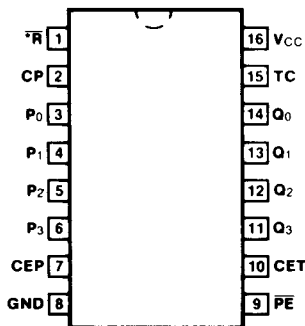 *R̅ 1 16 VCC
CP 2 15 TC
P0 3 14 Q0
P1 4 13 Q1
P2 5 12 Q2
P3 6 11 Q3
CEP 7 10 CET
GND 8 9 P̅E̅